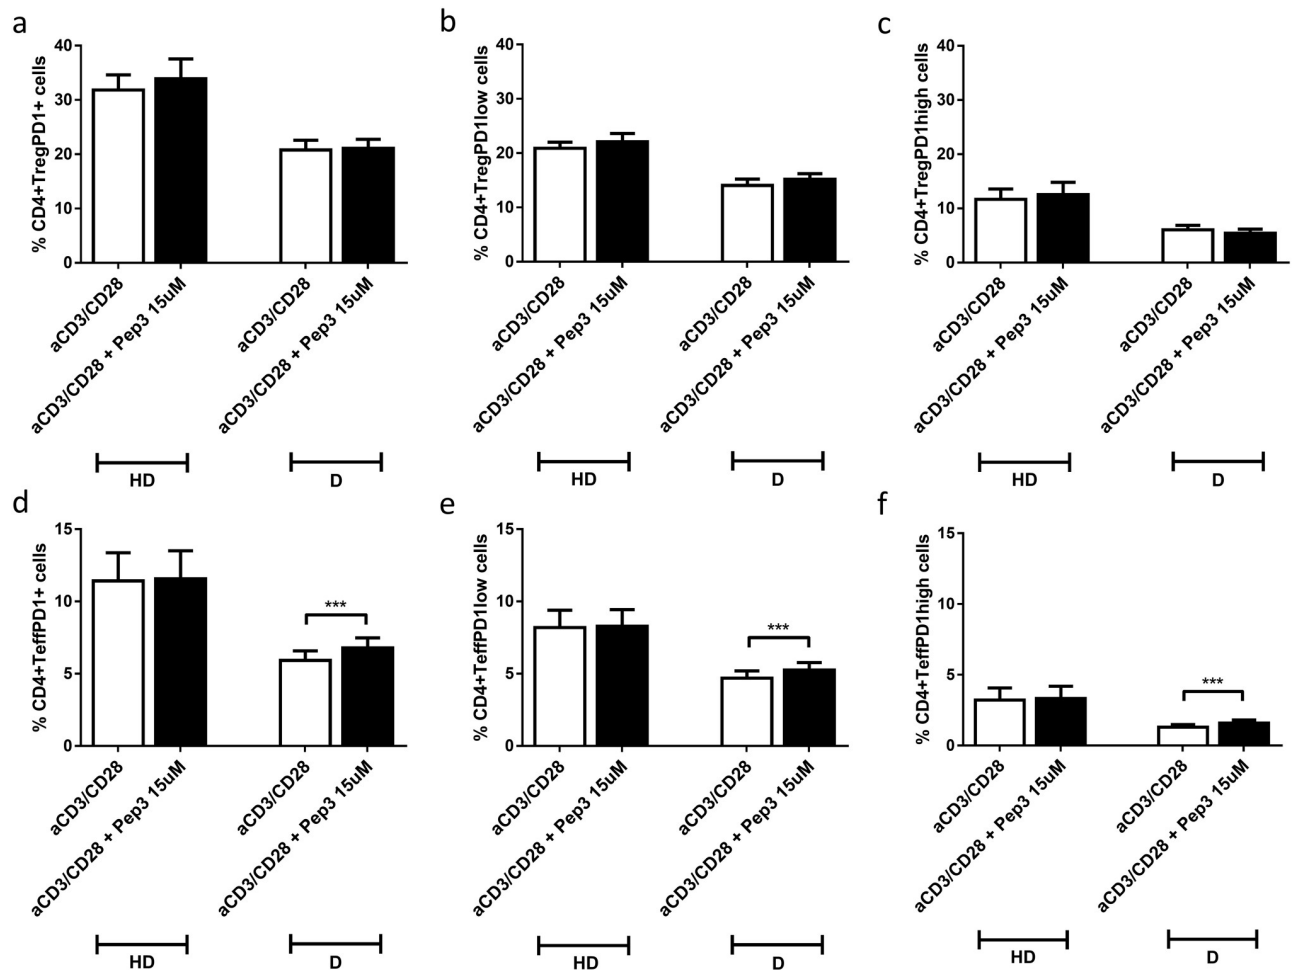 a
% CD4+TregPD1+ cells
40
30
20
10
0
aCD3/CD28
aCD3/CD28 + Pep3 15uM
aCD3/CD28
aCD3/CD28 + Pep3 15uM
HD
D
b
% CD4+TregPD1low cells
40
30
20
10
0
aCD3/CD28
aCD3/CD28 + Pep3 15uM
aCD3/CD28
aCD3/CD28 + Pep3 15uM
HD
D
c
% CD4+TregPD1high cells
40
30
20
10
0
aCD3/CD28
aCD3/CD28 + Pep3 15uM
aCD3/CD28
aCD3/CD28 + Pep3 15uM
HD
D
d
% CD4+TeffPD1+ cells
15
10
5
0
***
aCD3/CD28
aCD3/CD28 + Pep3 15uM
aCD3/CD28
aCD3/CD28 + Pep3 15uM
HD
D
e
% CD4+TeffPD1low cells
15
10
5
0
***
aCD3/CD28
aCD3/CD28 + Pep3 15uM
aCD3/CD28
aCD3/CD28 + Pep3 15uM
HD
D
f
% CD4+TeffPD1high cells
15
10
5
0
***
aCD3/CD28
aCD3/CD28 + Pep3 15uM
aCD3/CD28
aCD3/CD28 + Pep3 15uM
HD
D